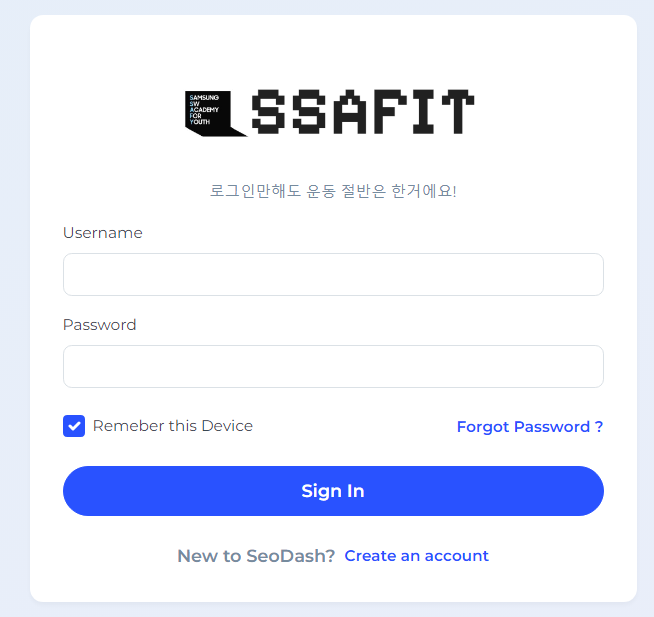 SAMSUNG
SW
ACADEMY
FOR
YOUTH
SSAFIT
로그인만해도 운동 절반은 한거에요!
Username
Password
Remeber this Device
Forgot Password ?
Sign In
New to SeoDash? Create an account